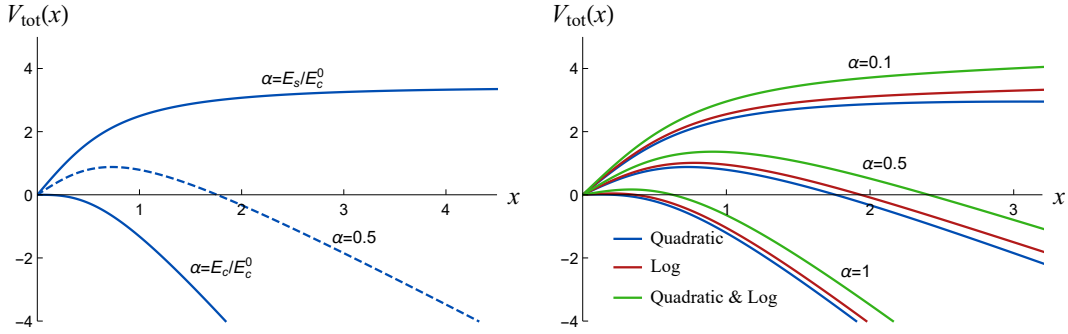 V_tot(x)
4
2
0
-2
-4
1
2
3
4
x
α=E_s/E_c^0
α=0.5
α=E_c/E_c^0
V_tot(x)
4
2
0
-2
-4
1
2
3
x
α=0.1
α=0.5
α=1
Quadratic
Log
Quadratic & Log